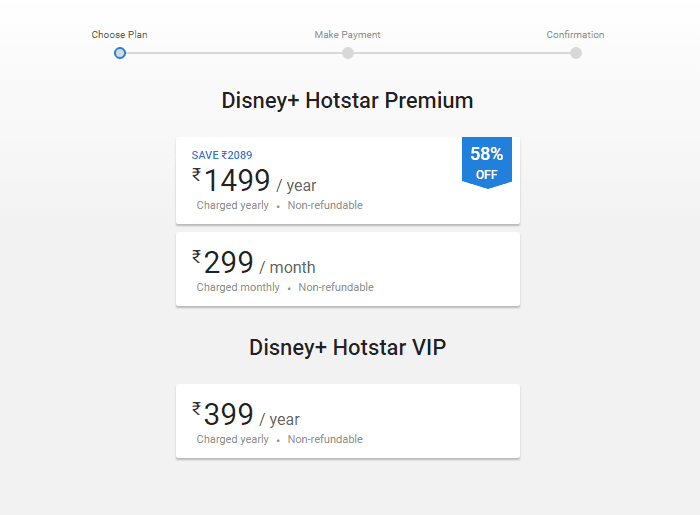 Choose Plan Make Payment Confirmation
Disney+ Hotstar Premium
SAVE ₹2089
58%
OFF
₹1499 / year
Charged yearly • Non-refundable
₹299 / month
Charged monthly • Non-refundable
Disney+ Hotstar VIP
₹399 / year
Charged yearly • Non-refundable